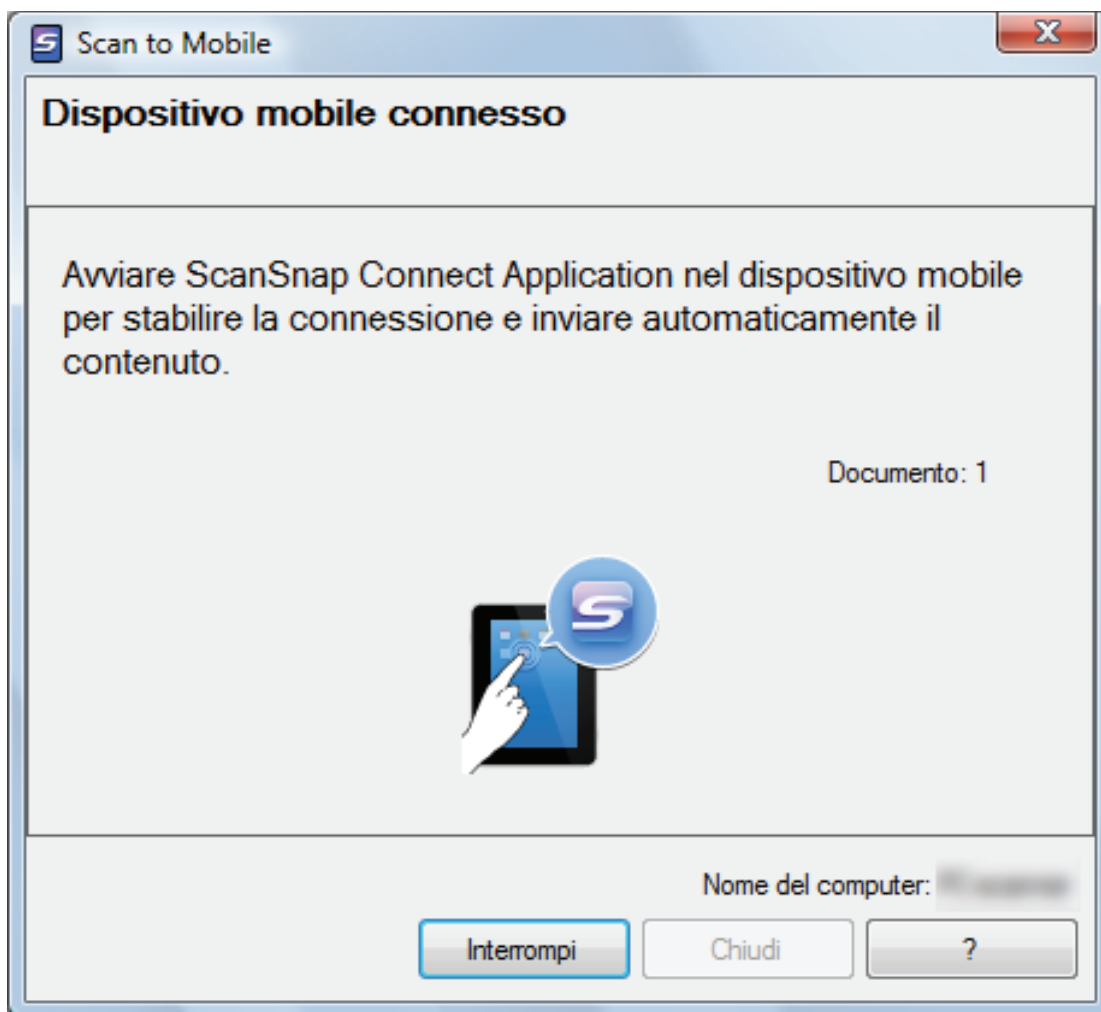 Scan to Mobile
Dispositivo mobile connesso
Avviare ScanSnap Connect Application nel dispositivo mobile
per stabilire la connessione e inviare automaticamente il
contenuto.
Documento: 1
Nome del computer:
Interrompi
Chiudi
?